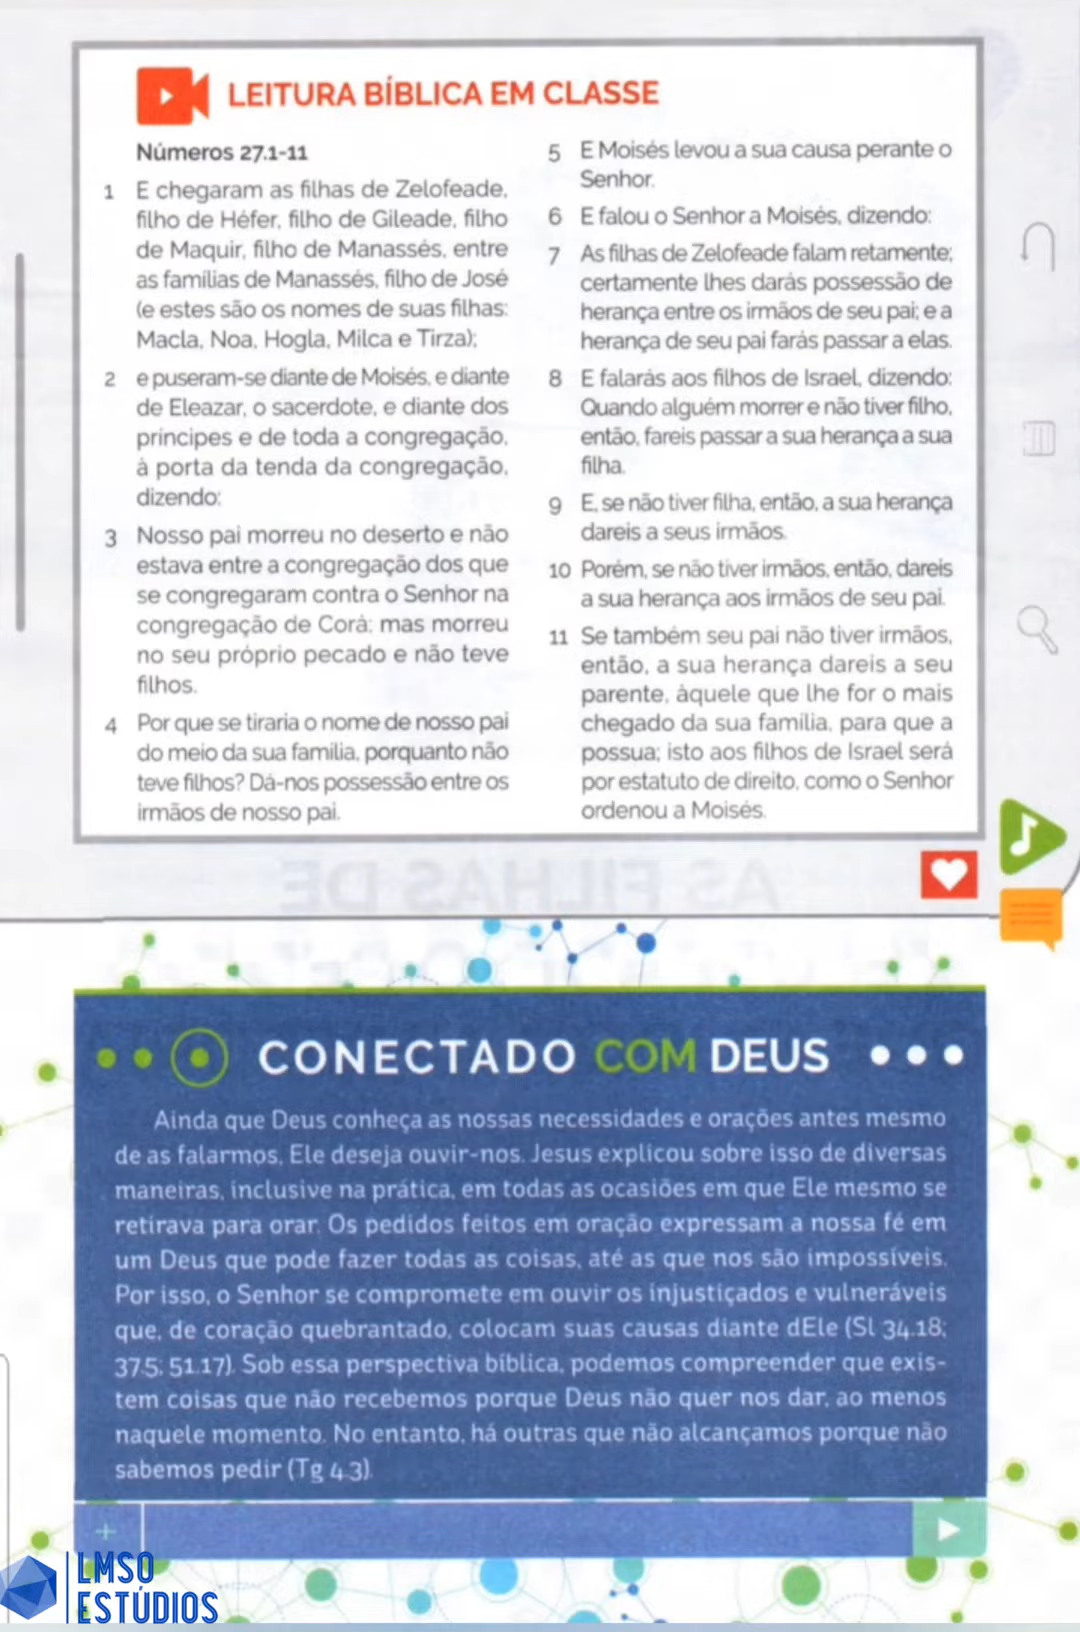 LEITURA BÍBLICA EM CLASSE
Números 27.1-11
1 E chegaram as filhas de Zelofeade,
filho de Héfer, filho de Gileade, filho
de Maquir, filho de Manassés, entre
as famílias de Manassés, filho de José
(e estes são os nomes de suas filhas:
Macla, Noa, Hogla, Milca e Tirza);
2 e puseram-se diante de Moisés, e diante
de Eleazar, o sacerdote, e diante dos
príncipes e de toda a congregação,
à porta da tenda da congregação,
dizendo:
3 Nosso pai morreu no deserto e não
estava entre a congregação dos que
se congregaram contra o Senhor na
congregação de Corá; mas morreu
no seu próprio pecado e não teve
filhos.
4 Por que se tiraria o nome de nosso pai
do meio da sua família, porquanto não
teve filhos? Dá-nos possessão entre os
irmãos de nosso pai.
5 E Moisés levou a sua causa perante o
Senhor.
6 E falou o Senhor a Moisés, dizendo:
7 As filhas de Zelofeade falam retamente;
certamente lhes darás possessão de
herança entre os irmãos de seu pai; e a
herança de seu pai farás passar a elas.
8 E falarás aos filhos de Israel, dizendo:
Quando alguém morrer e não tiver filho,
então, fareis passar a sua herança a sua
filha.
9 E, se não tiver filha, então, a sua herança
dareis a seus irmãos.
10 Porém, se não tiver irmãos, então, dareis
a sua herança aos irmãos de seu pai.
11 Se também seu pai não tiver irmãos,
então, a sua herança dareis a seu
parente, àquele que lhe for o mais
chegado da sua família, para que a
possua; isto aos filhos de Israel será
por estatuto de direito, como o Senhor
ordenou a Moisés.
AS FILHAS DE
CONECTADO COM DEUS
Ainda que Deus conheça as nossas necessidades e orações antes mesmo
de as falarmos, Ele deseja ouvir-nos. Jesus explicou sobre isso de diversas
maneiras, inclusive na prática, em todas as ocasiões em que Ele mesmo se
retirava para orar. Os pedidos feitos em oração expressam a nossa fé em
um Deus que pode fazer todas as coisas, até as que nos são impossíveis.
Por isso, o Senhor se compromete em ouvir os injustiçados e vulneráveis
que, de coração quebrantado, colocam suas causas diante dEle (Sl 34.18;
37.5; 51.17). Sob essa perspectiva bíblica, podemos compreender que exis-
tem coisas que não recebemos porque Deus não quer nos dar, ao menos
naquele momento. No entanto, há outras que não alcançamos porque não
sabemos pedir (Tg 4.3).
LMSO
ESTÚDIOS